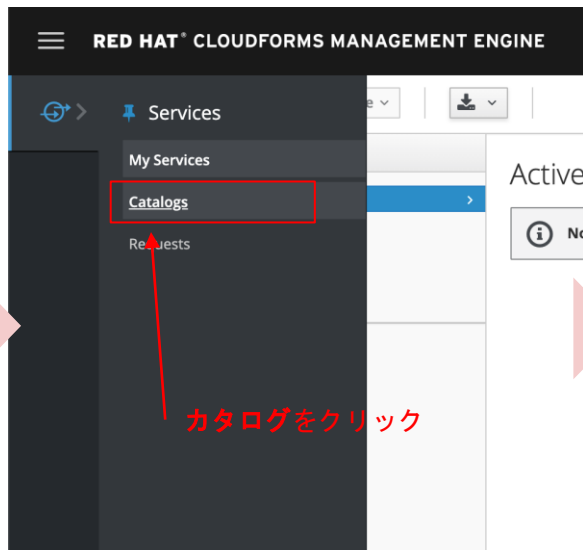 RED HAT® CLOUDFORMS MANAGEMENT ENGINE
Services
My Services
Catalogs
Requests
Active
カタログをクリック